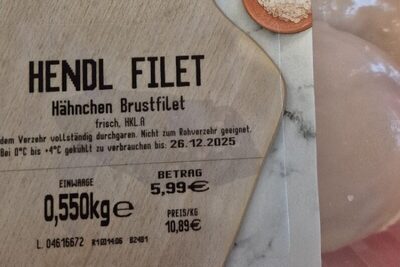 HENDL FILET
Hähnchen Brustfilet
frisch, HKL A
dem Verzehr vollständig durchgaren. Nicht zum Rohverzehr geeignet.
Bei 0°C bis +4°C gekühlt zu verbrauchen bis: 26.12.2025
EINWAAGE
0,550kg e
BETRAG
5,99€
PREIS/KG
10,89€
L. 04616672